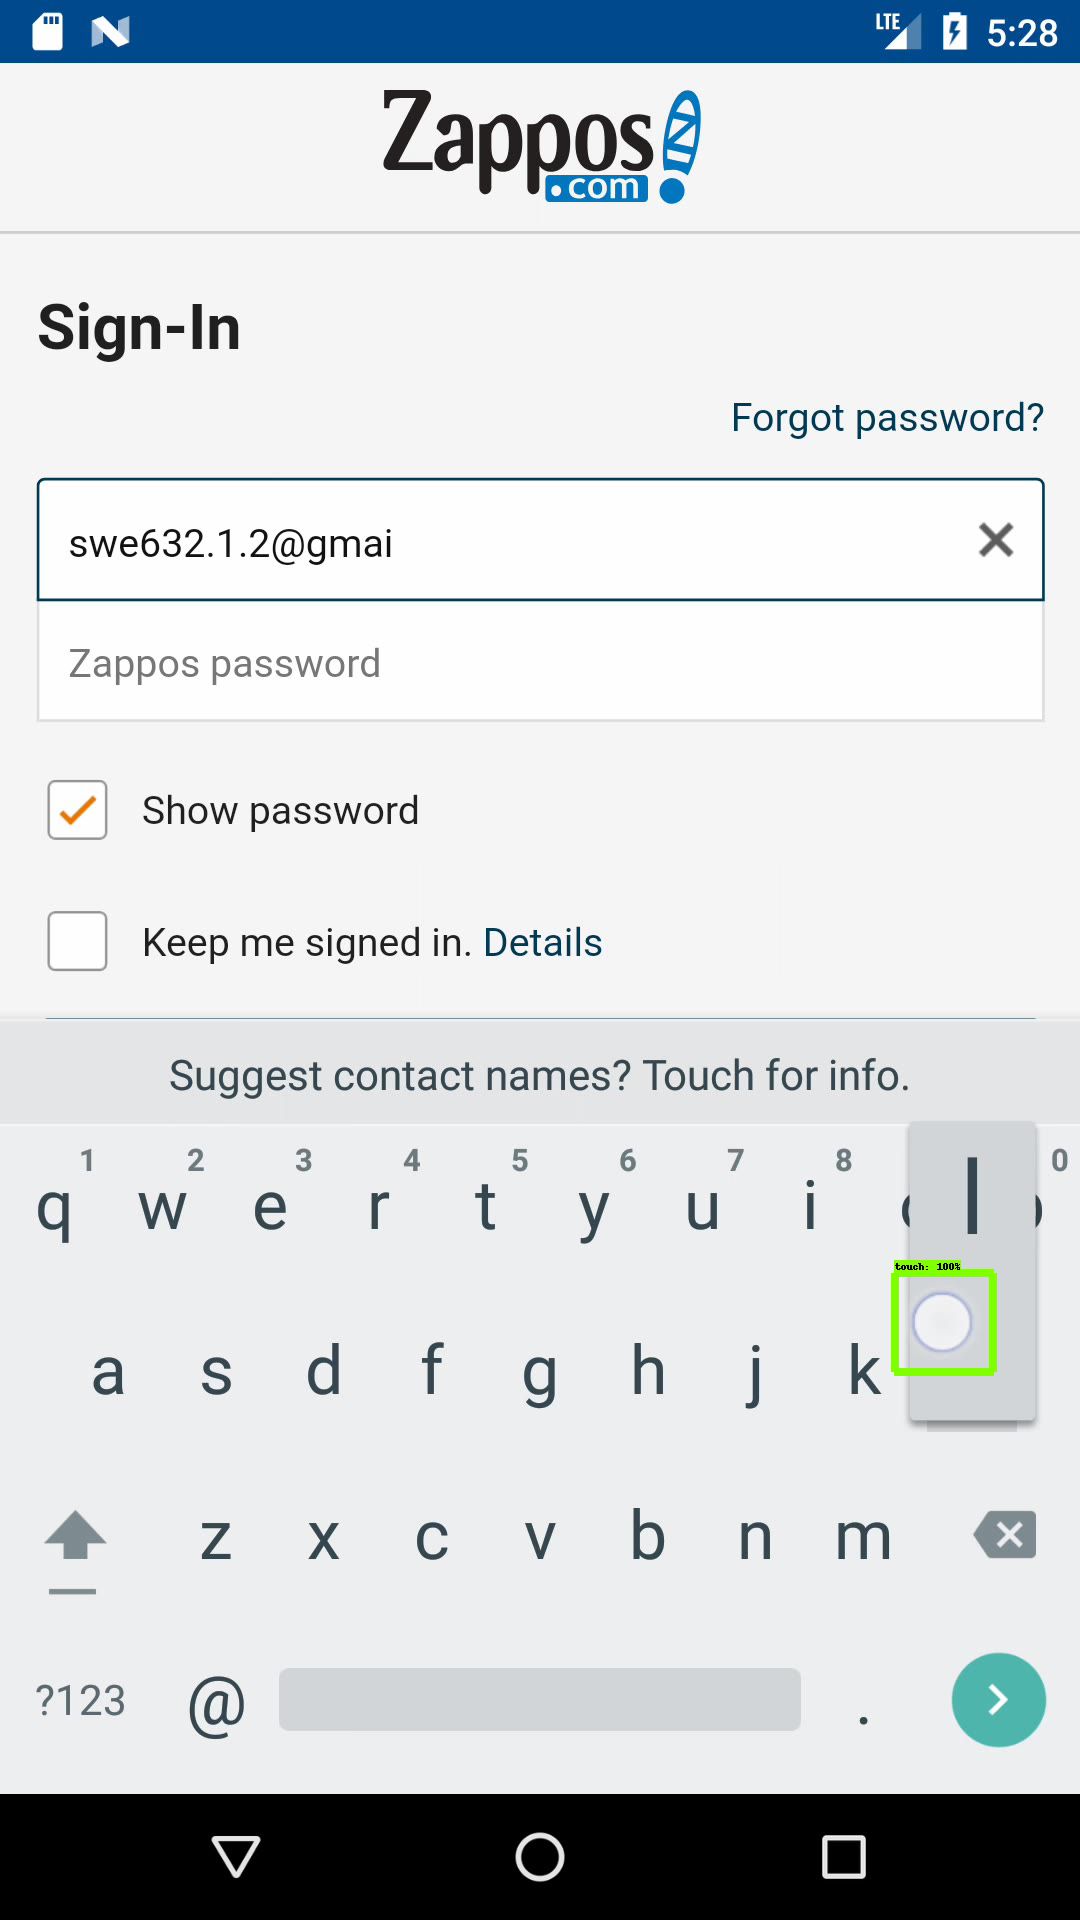 LTE 5:28
Zappos
.com
Sign-In
Forgot password?
swe632.1.2@gmai
Zappos password
Show password
Keep me signed in. Details
Suggest contact names? Touch for info.
1 2 3 4 5 6 7 8 0
q w e r t y u i
l
touch: 100%
a s d f g h j k
z x c v b n m
?123 @ .